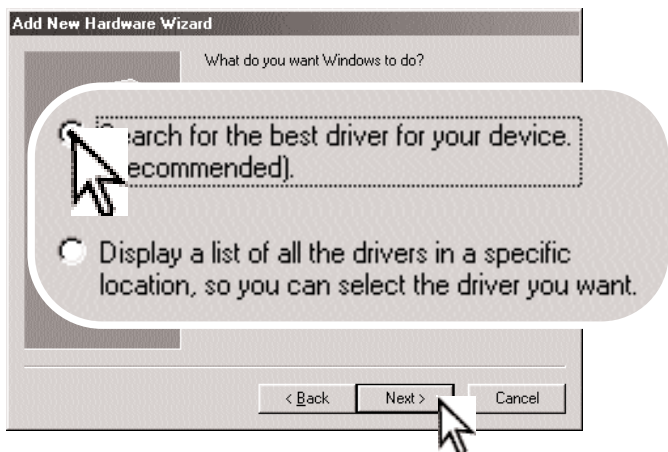 Add New Hardware Wizard
What do you want Windows to do?
earch for the best driver for your device.
ecommended).
Display a list of all the drivers in a specific
location, so you can select the driver you want.
< Back
Next >
Cancel